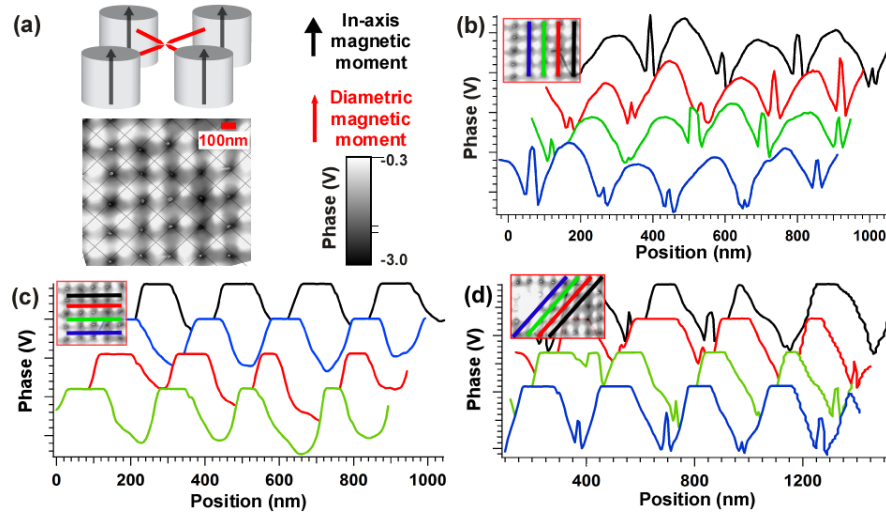 (a)
In-axis
magnetic
moment
Diametric
magnetic
moment
100nm
Phase (V)
-0.3
-3.0
(b)
Phase (V)
0
200
400
600
800
1000
Position (nm)
(c)
Phase (V)
0
200
400
600
800
1000
Position (nm)
(d)
Phase (V)
400
800
1200
Position (nm)